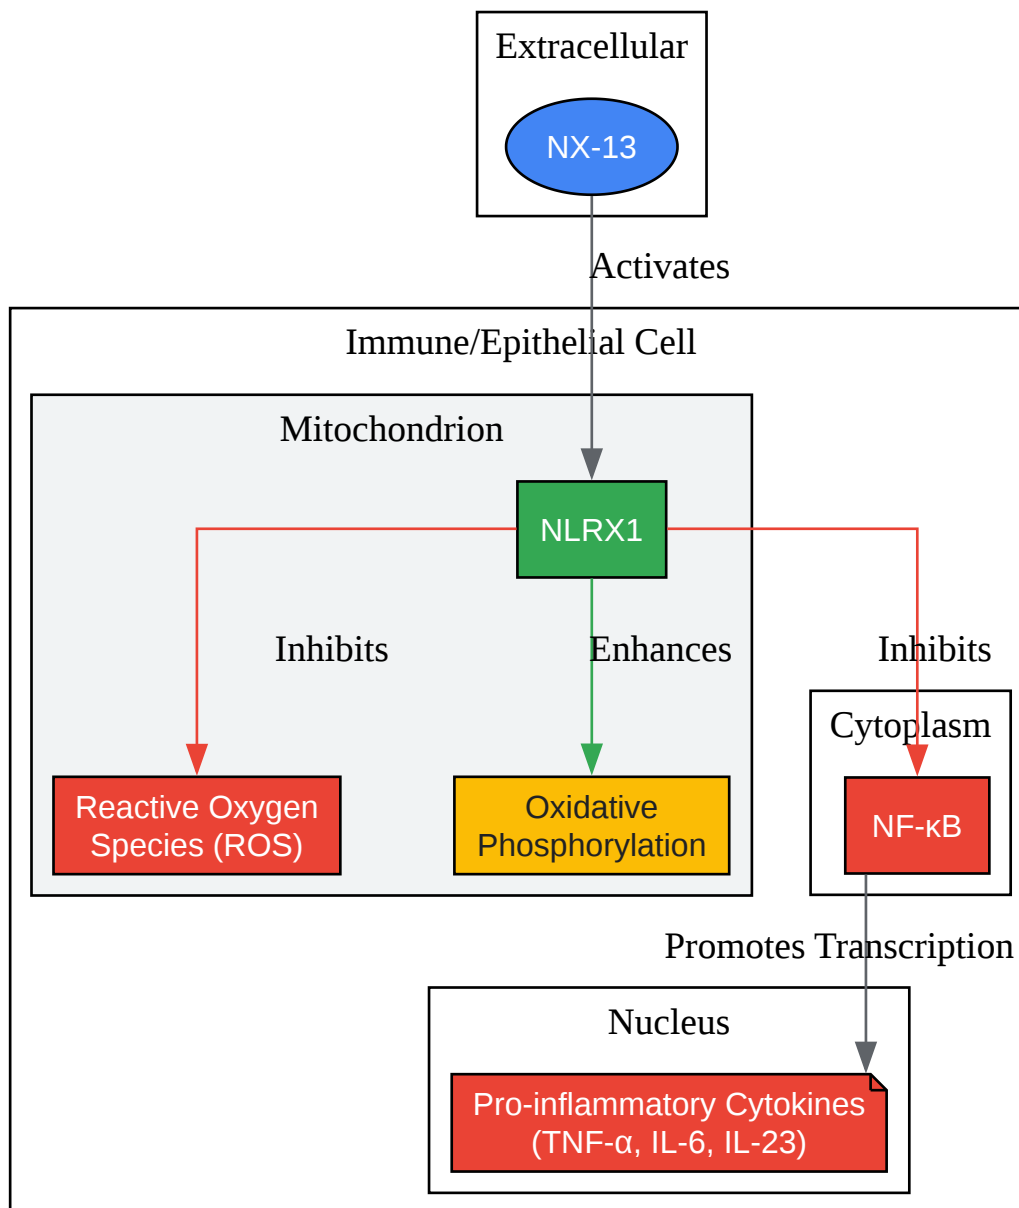 Extracellular
NX-13
Activates
Immune/Epithelial Cell
Mitochondrion
NLRX1
Inhibits
Enhances
Inhibits
Cytoplasm
Reactive Oxygen
Species (ROS)
Oxidative
Phosphorylation
NF-κB
Promotes Transcription
Nucleus
Pro-inflammatory Cytokines
(TNF-α, IL-6, IL-23)